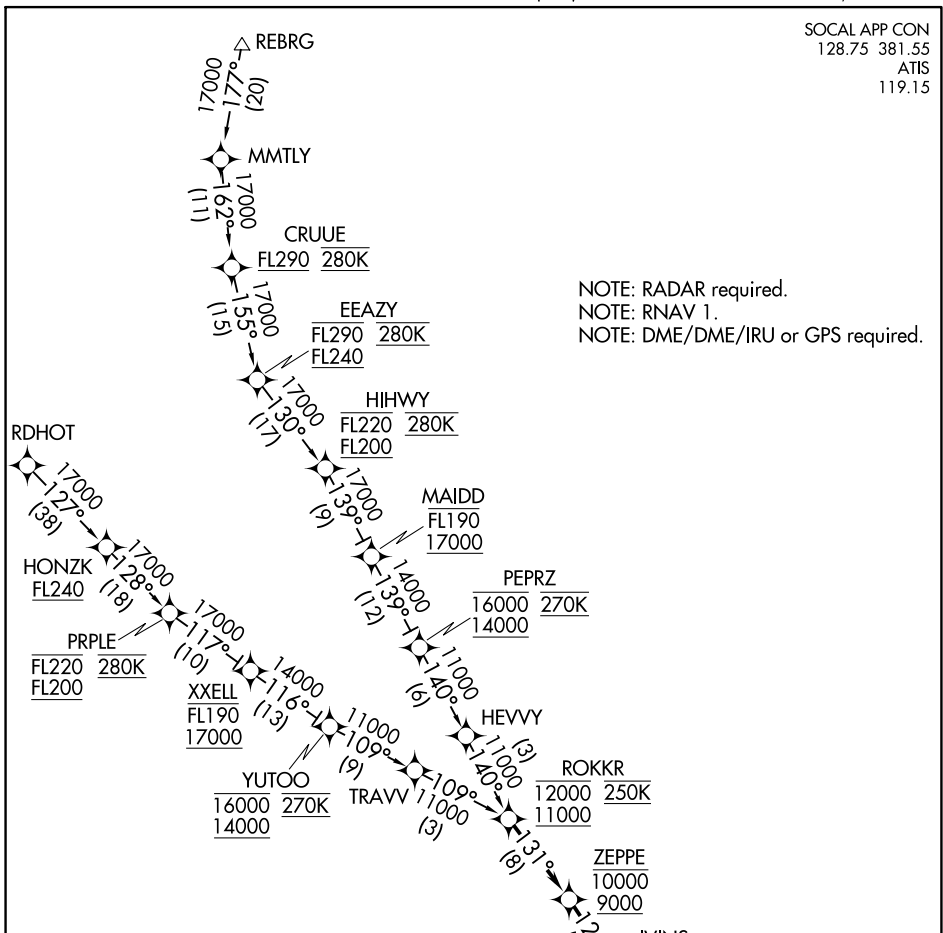 SOCAL APP CON
128.75 381.55
ATIS
119.15
REBRG
17000
177°
(20)
MMTLY
17000
162°
(11)
CRUUE
FL290 280K
17000
155°
(15)
EEAZY
FL290 280K
FL240
NOTE: RADAR required.
NOTE: RNAV 1.
NOTE: DME/DME/IRU or GPS required.
17000
130°
(17)
HIHWY
FL220 280K
FL200
RDHOT
17000
127°
(38)
17000
139°
(9)
MAIDD
FL190
17000
HONZK
FL240
17000
128°
(18)
14000
139°
(12)
PEPRZ
16000 270K
14000
PRPLE
FL220 280K
FL200
17000
117°
(10)
11000
140°
(6)
XXELL
FL190
17000
14000
116°
(13)
HEVVY
(3)
11000
140°
YUTOO
16000 270K
14000
11000
109°
(9)
TRAVV
109°
11000
(3)
ROKKR
12000 250K
11000
131°
(8)
ZEPPE
10000
9000